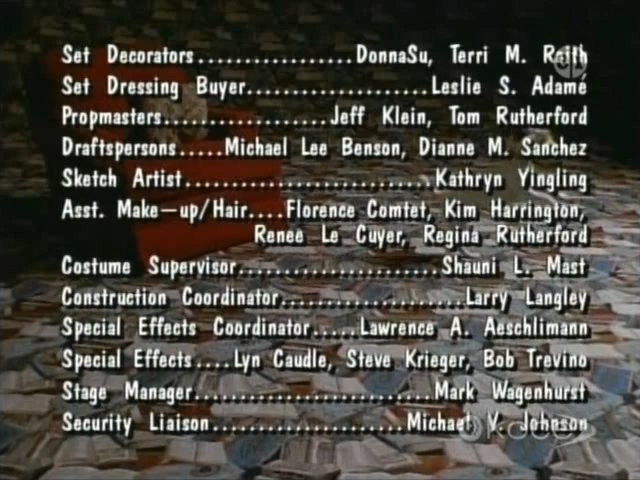 Set Decorators.................DonnaSu, Terri M. Reith
Set Dressing Buyer....................Leslie S. Adame
Propmasters..................Jeff Klein, Tom Rutherford
Draftspersons.....Michael Lee Benson, Dianne M. Sanchez
Sketch Artist...........................Kathryn Yingling
Asst. Make-up/Hair....Florence Comtet, Kim Harrington,
Renee Le Cuyer, Regina Rutherford
Costume Supervisor......................Shauni L. Mast
Construction Coordinator....................Larry Langley
Special Effects Coordinator.....Lawrence A. Aeschlimann
Special Effects....Lyn Caudle, Steve Krieger, Bob Trevino
Stage Manager..........................Mark Wagenhurst
Security Liaison.....................Michael V. Johnson
KOCE